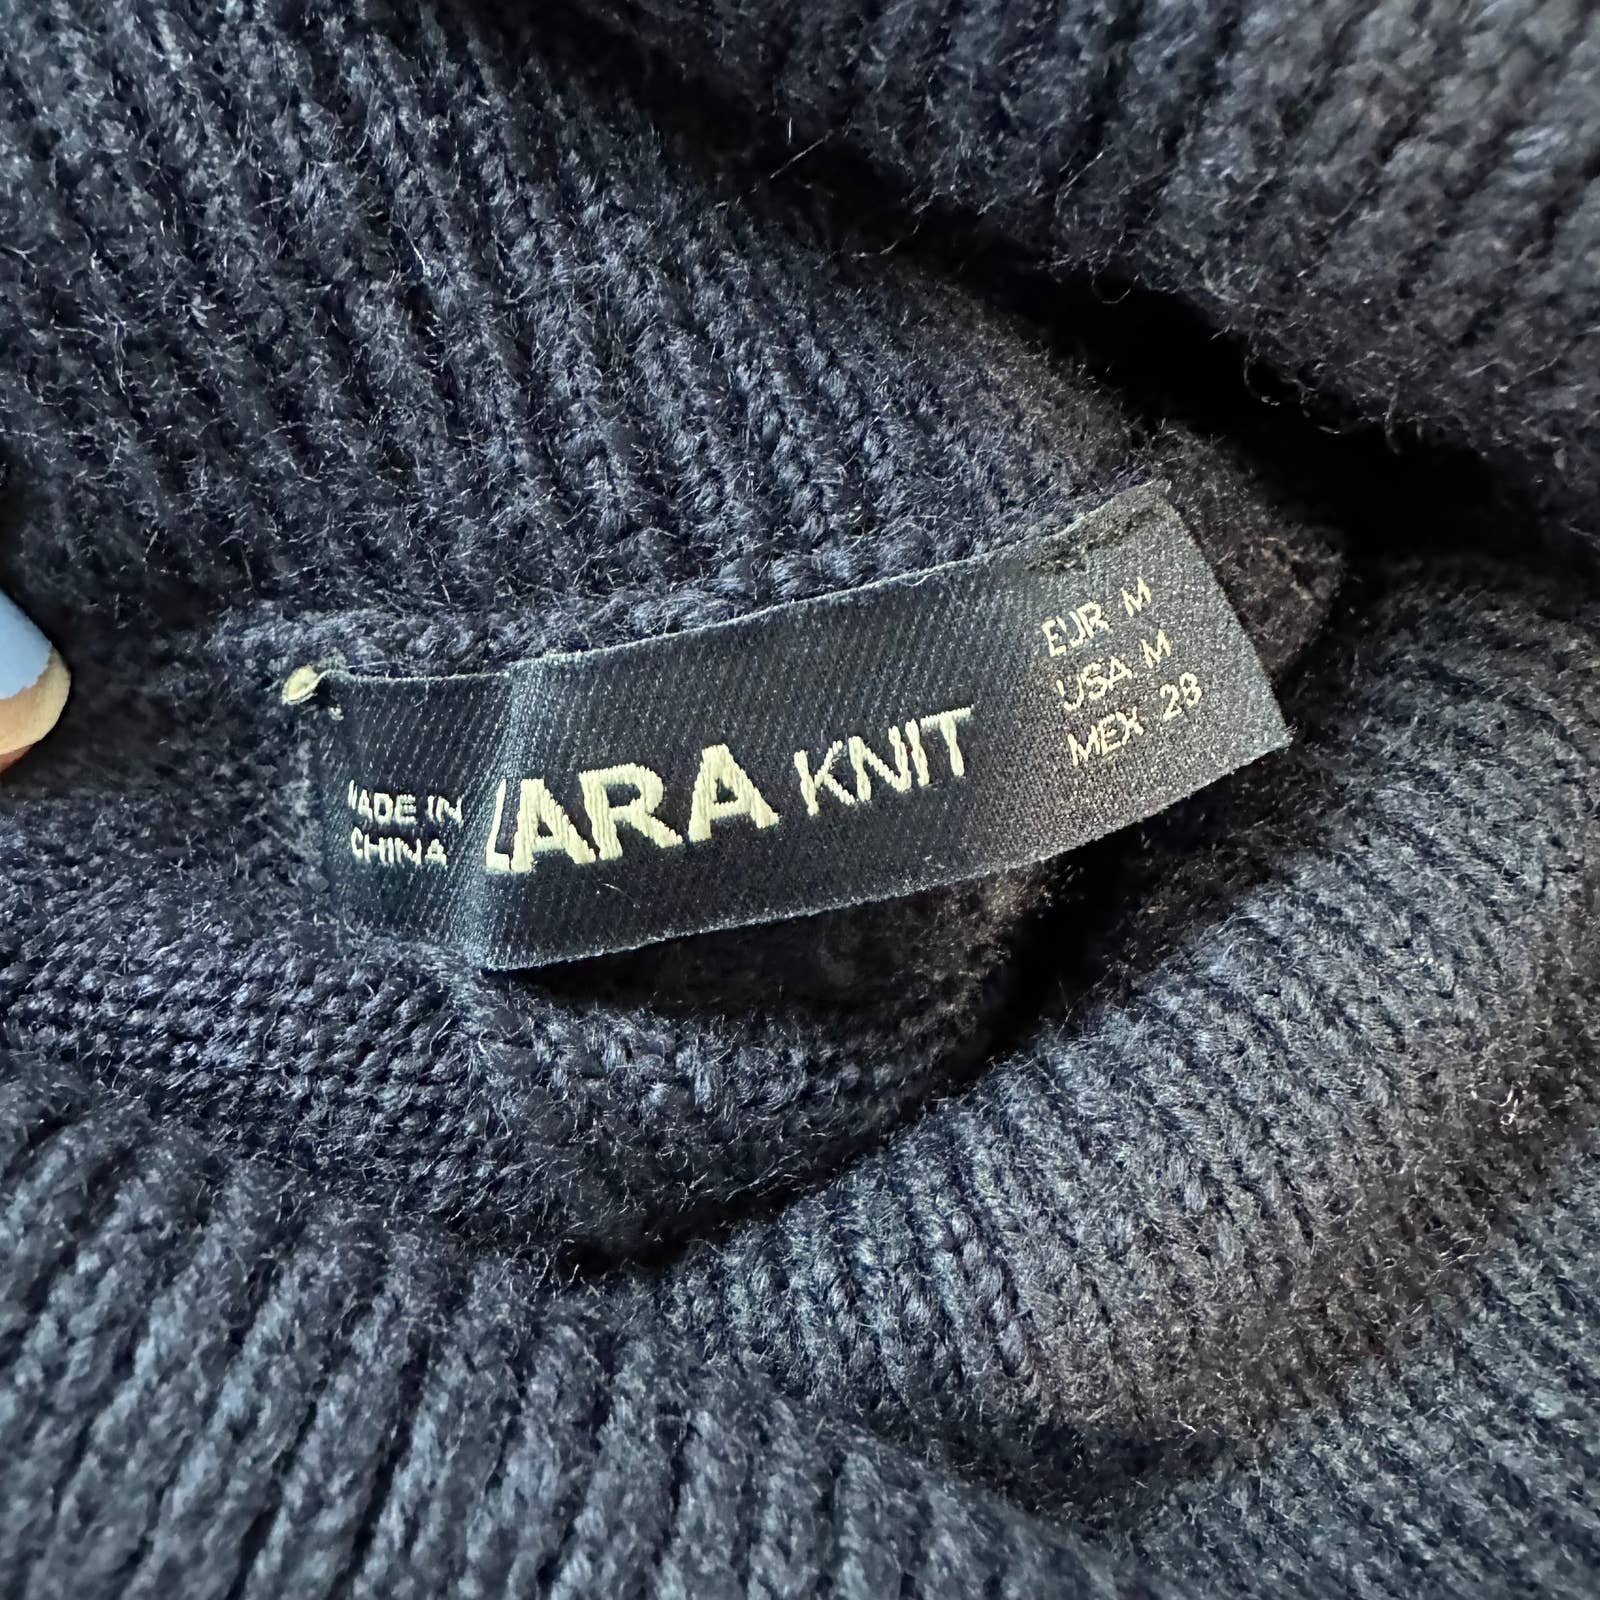 MADE IN
CHINA
ZARA KNIT
EUR M
USA M
MEX 28